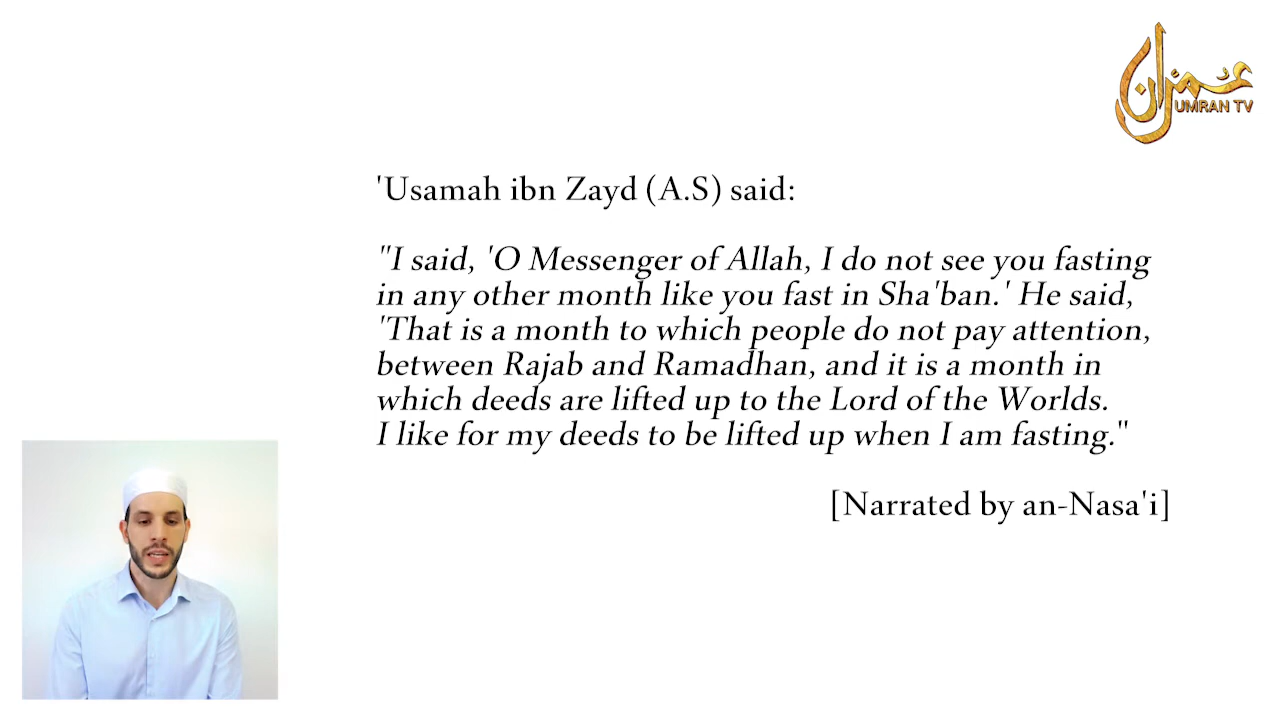 عمران
UMRAN TV
'Usamah ibn Zayd (A.S) said:
"I said, 'O Messenger of Allah, I do not see you fasting
in any other month like you fast in Sha'ban.' He said,
'That is a month to which people do not pay attention,
between Rajab and Ramadhan, and it is a month in
which deeds are lifted up to the Lord of the Worlds.
I like for my deeds to be lifted up when I am fasting."
[Narrated by an-Nasa'i]